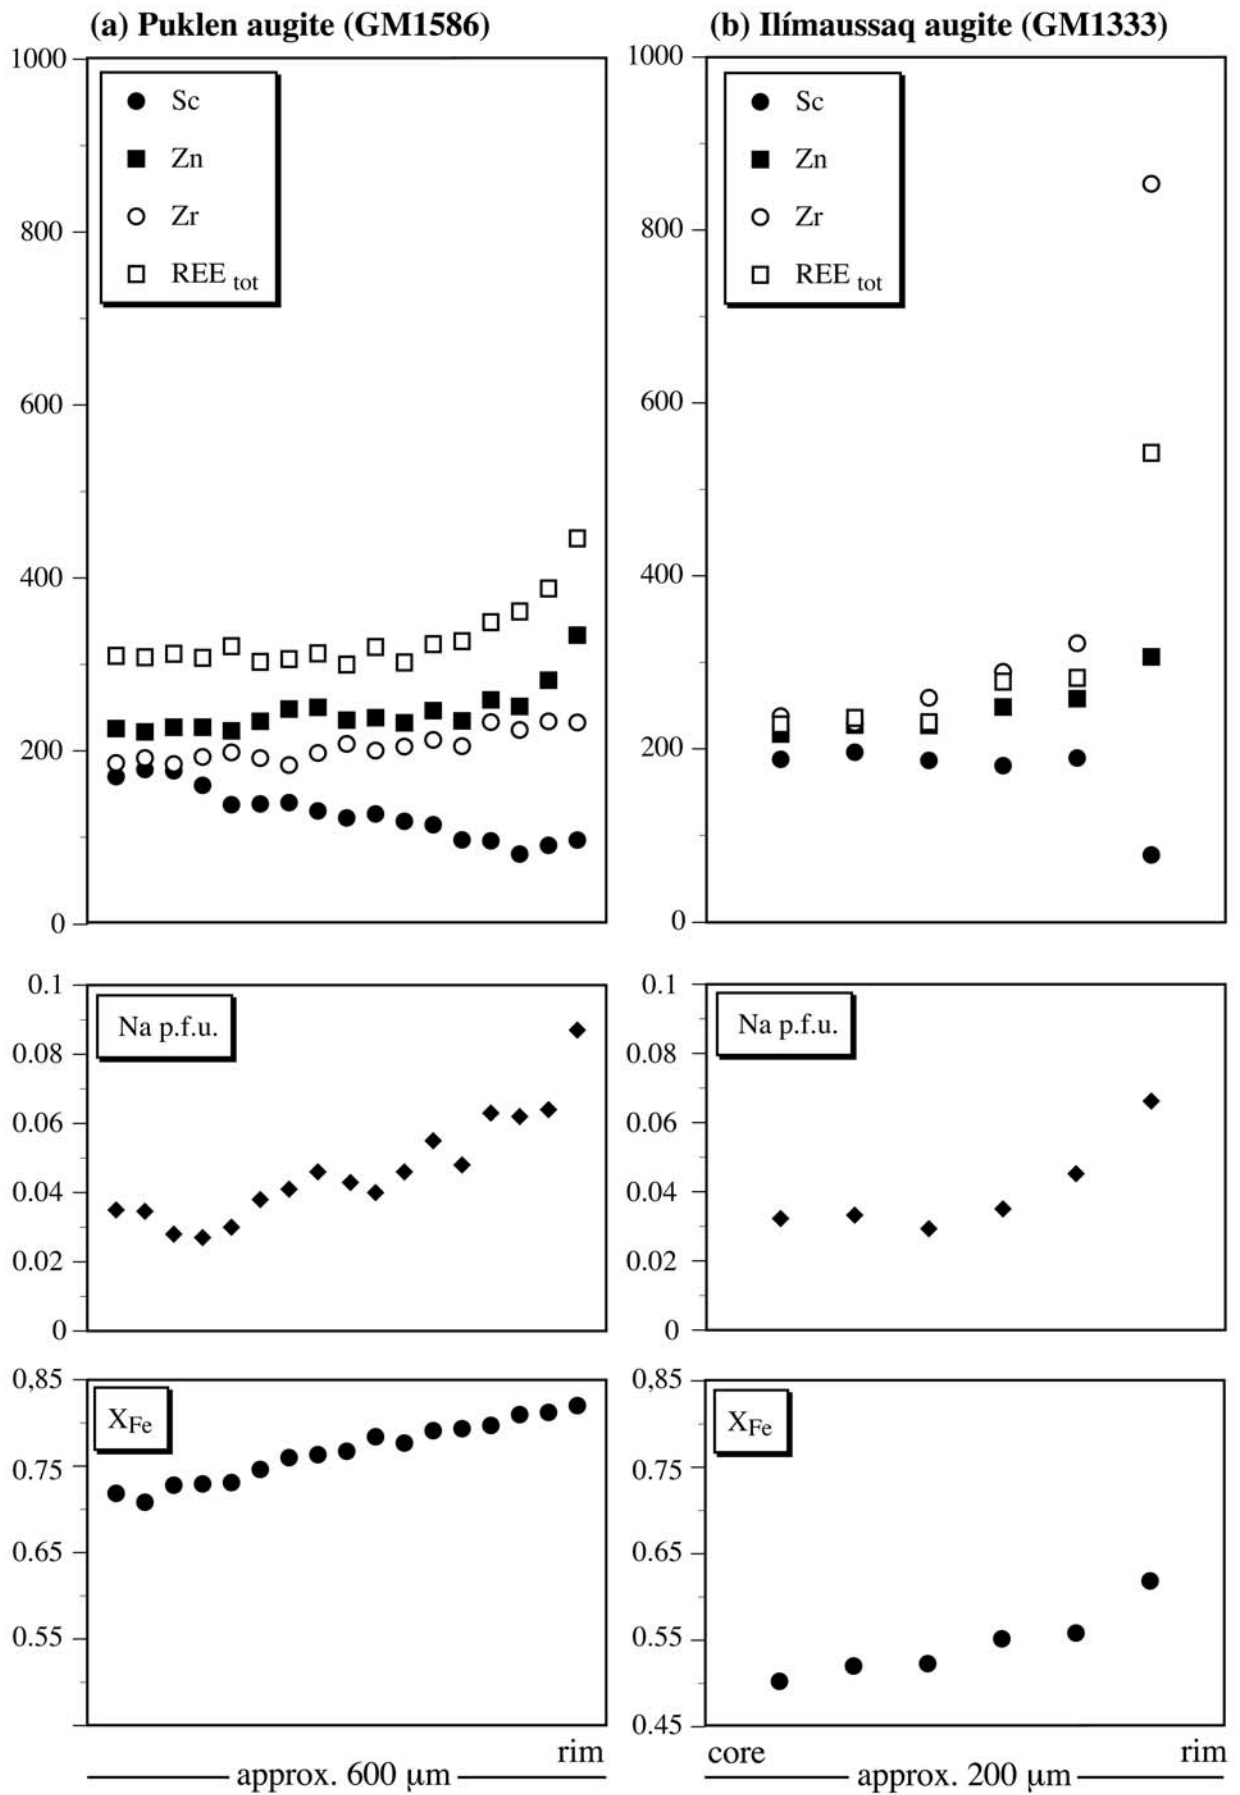 (a) Puklen augite (GM1586)
1000
Sc
Zn
Zr
REE tot
800
600
400
200
0
0.1
Na p.f.u.
0.08
0.06
0.04
0.02
0
0,85
XFe
0.75
0.65
0.55
rim
approx. 600 µm
(b) Ilímaussaq augite (GM1333)
1000
Sc
Zn
Zr
REE tot
800
600
400
200
0
0.1
Na p.f.u.
0.08
0.06
0.04
0.02
0
0,85
XFe
0.75
0.65
0.55
0.45
core rim
approx. 200 µm